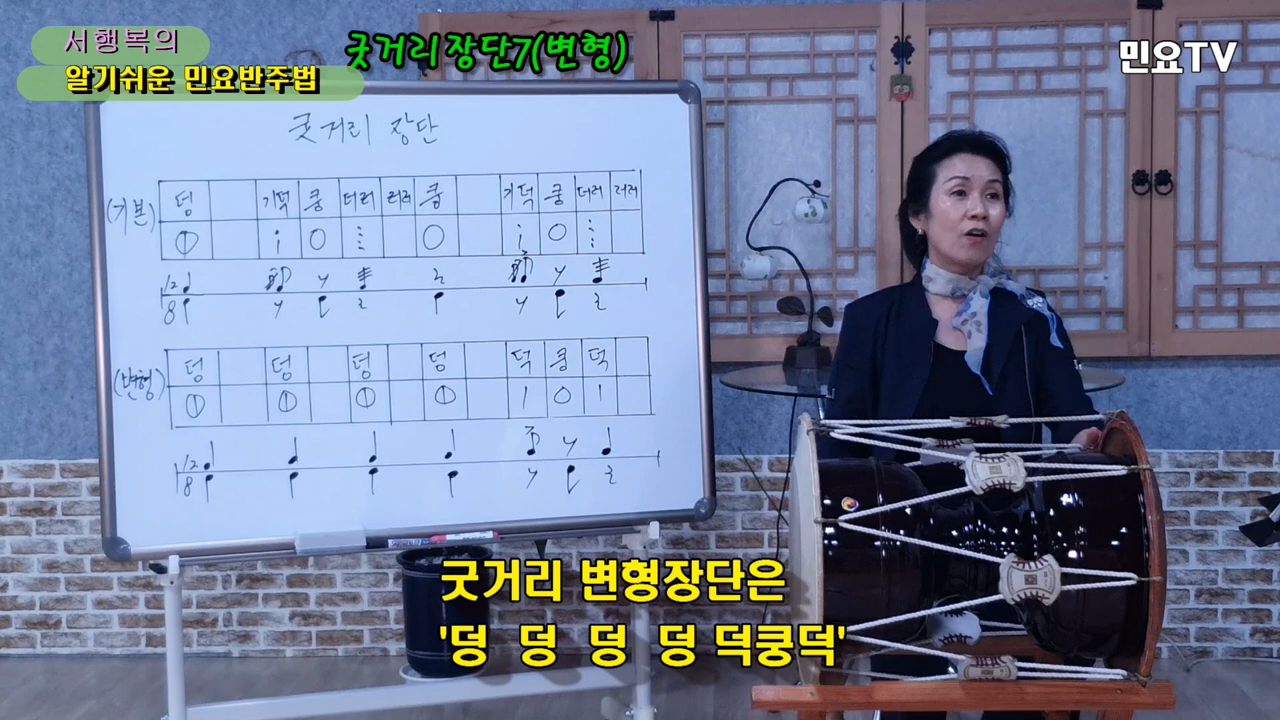 서행복의
알기쉬운 민요반주법
굿거리장단7(변형)
민요TV
굿거리 장단
(기본) 덩 기덕 쿵 더러 러러 쿵 기덕 쿵 더러 러러
12
8
(변형) 덩 덩 덩 덩 덕 쿵 덕
12
8
굿거리 변형장단은
'덩 덩 덩 덩 덕쿵덕'